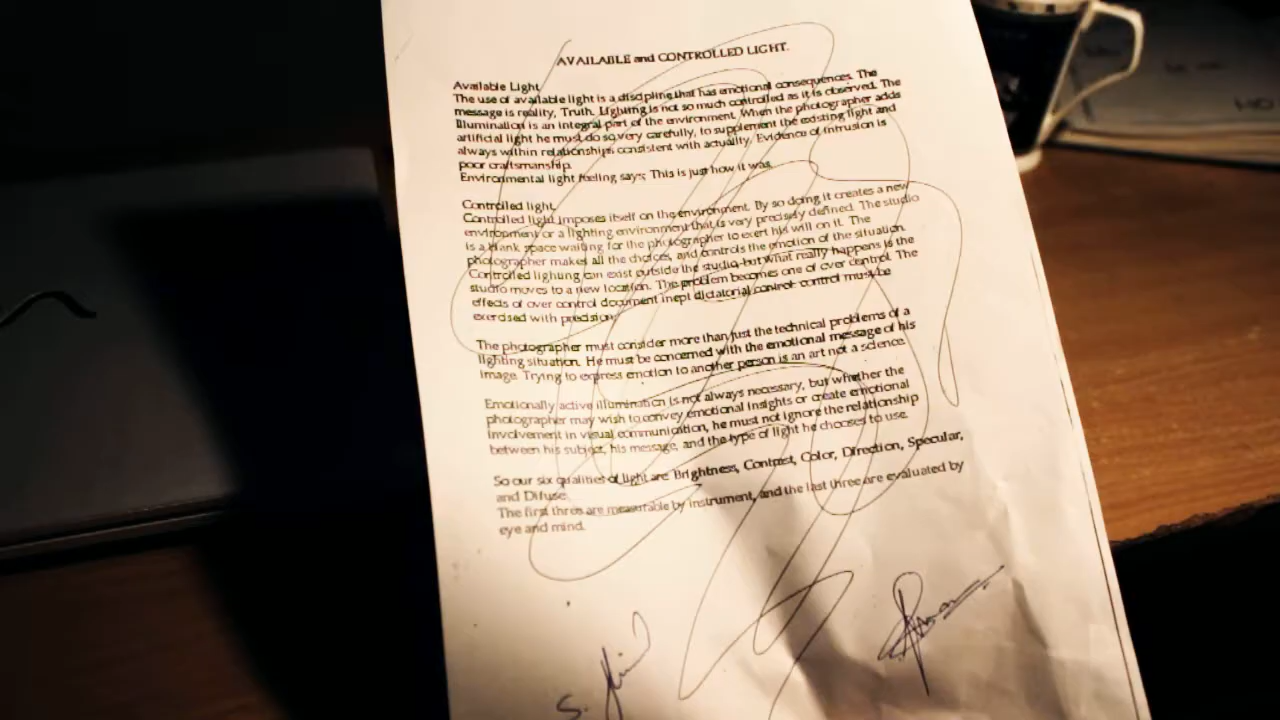 AVAILABLE and CONTROLLED LIGHT.
Available Light
The use of available light is a discipline that has emotional consequences. The
message is reality, Truth. Lighting is not so much controlled as it is observed. The
illumination is an integral part of the environment. When the photographer adds
artificial light he must do so very carefully, to supplement the existing light and
always within relationships consistent with actuality. Evidence of intrusion is
poor craftsmanship.
Environmental light feeling says; This is just how it was.
Controlled light.
Controlled light imposes itself on the environment. By so doing it creates a new
environment or a lighting environment that is very precisely defined. The studio
is a blank space waiting for the photographer to exert his will on it. The
photographer makes all the choices, and controls the emotion of the situation.
Controlled lighting can exist outside the studio but what really happens is the
studio moves to a new location. The problem becomes one of over control. The
effects of over control document inept dictatorial control- control must be
exercised with precision;
The photographer must consider more than just the technical problems of a
lighting situation. He must be concerned with the emotional message of his
image. Trying to express emotion to another person is an art not a science.
Emotionally active illumination is not always necessary, but whether the
photographer may wish to convey emotional insights or create emotional
involvement in visual communication, he must not ignore the relationship
between his subject, his message, and the type of light he chooses to use.
So our six qualities of light are Brightness, Contrast, Color, Direction, Specular,
and Difuse.
The first three are measurable by instrument, and the last three are evaluated by
eye and mind.
S.